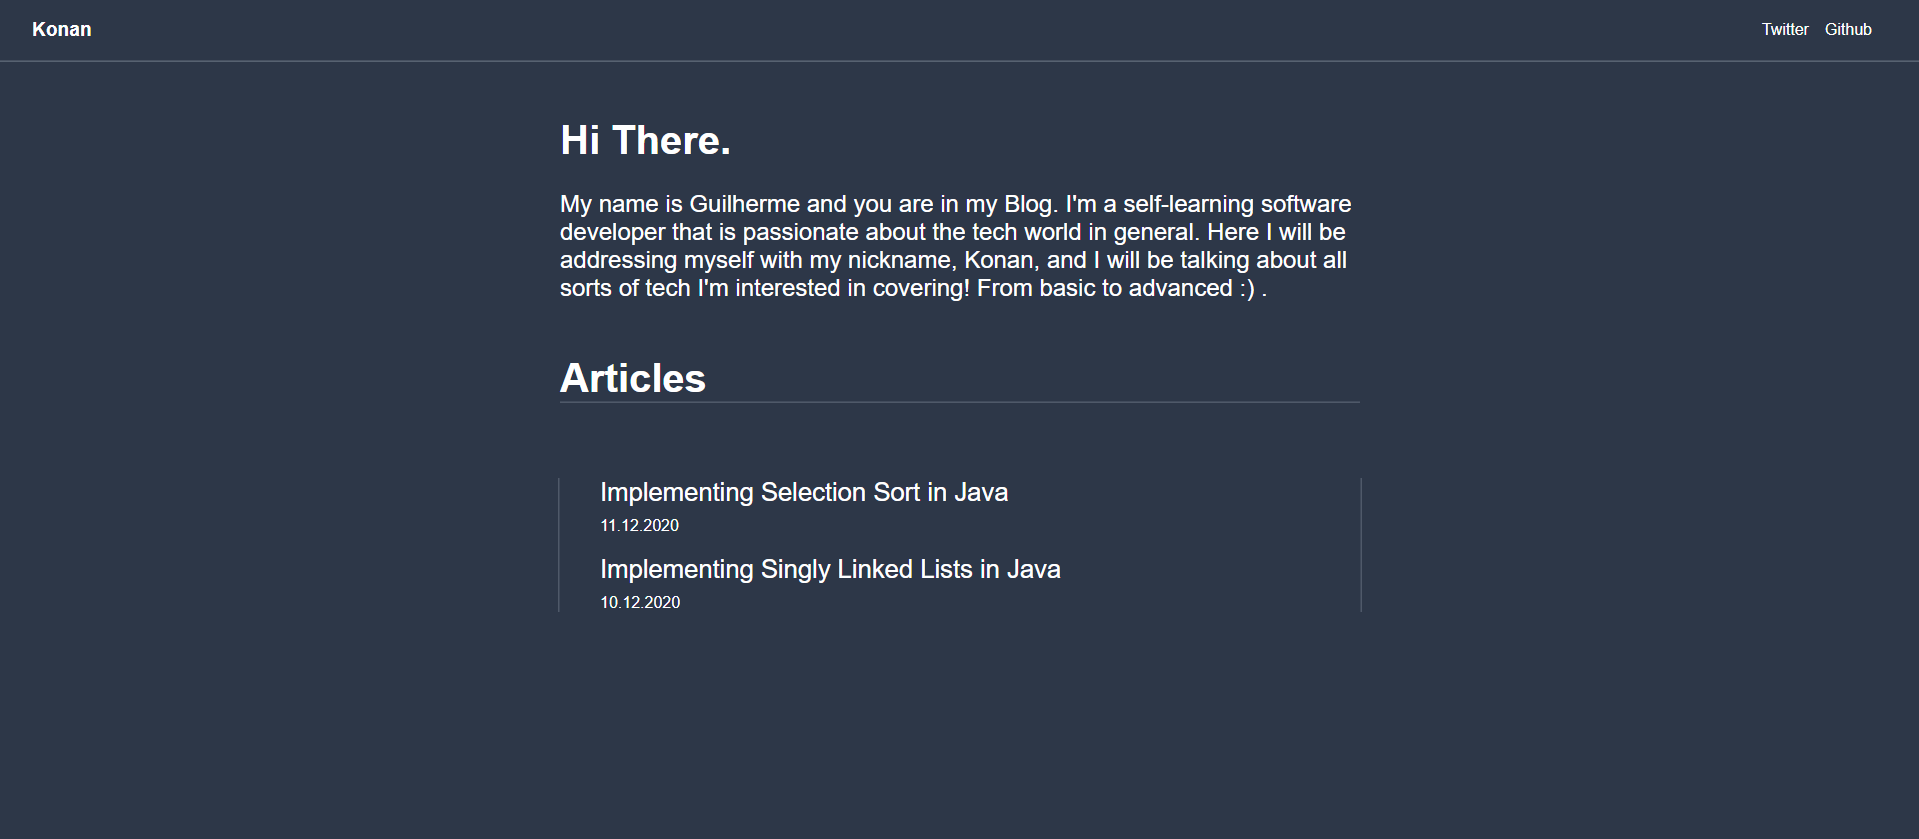 Konan
Twitter Github
Hi There.
My name is Guilherme and you are in my Blog. I'm a self-learning software
developer that is passionate about the tech world in general. Here I will be
addressing myself with my nickname, Konan, and I will be talking about all
sorts of tech I'm interested in covering! From basic to advanced :) .
Articles
Implementing Selection Sort in Java
11.12.2020
Implementing Singly Linked Lists in Java
10.12.2020